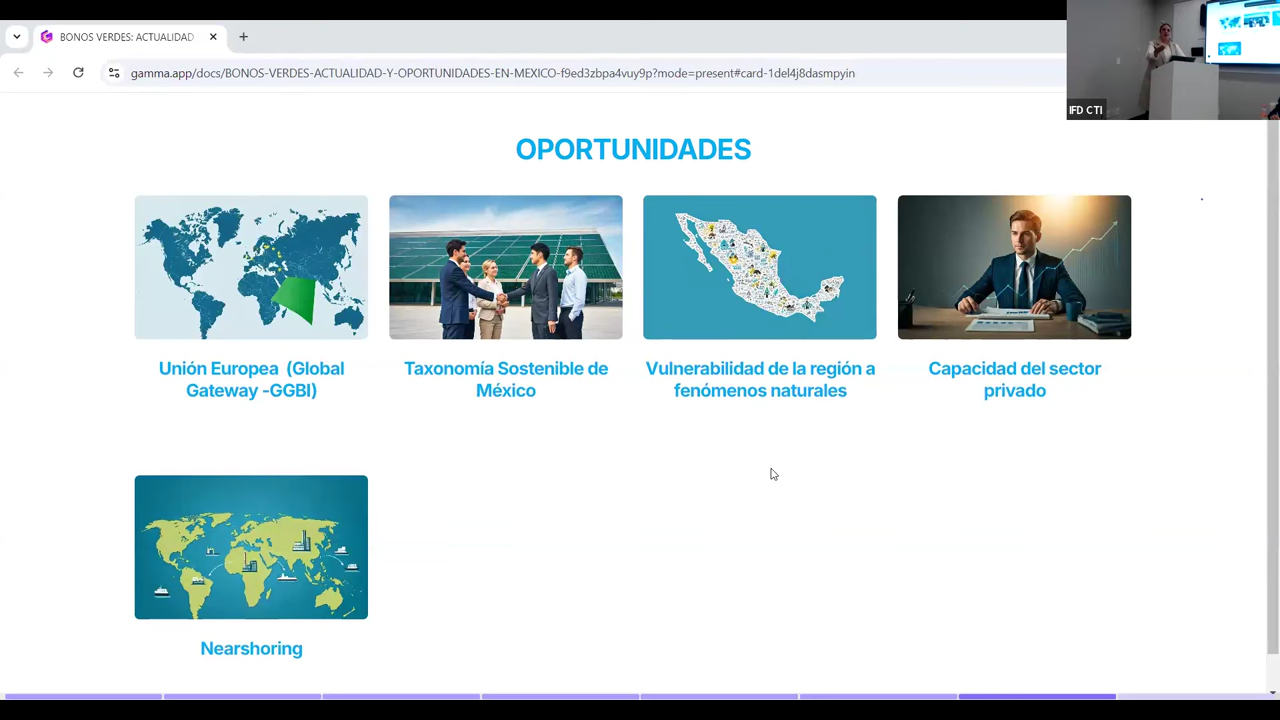 BONOS VERDES: ACTUALIDAD
gamma.app/docs/BONOS-VERDES-ACTUALIDAD-Y-OPORTUNIDADES-EN-MEXICO-f9ed3zbpa4vuy9p?mode=present#card-1del4j8dasmpyin
IFD CTI
OPORTUNIDADES
Unión Europea (Global
Gateway -GGBI)
Taxonomía Sostenible de
México
Vulnerabilidad de la región a
fenómenos naturales
Capacidad del sector
privado
Nearshoring